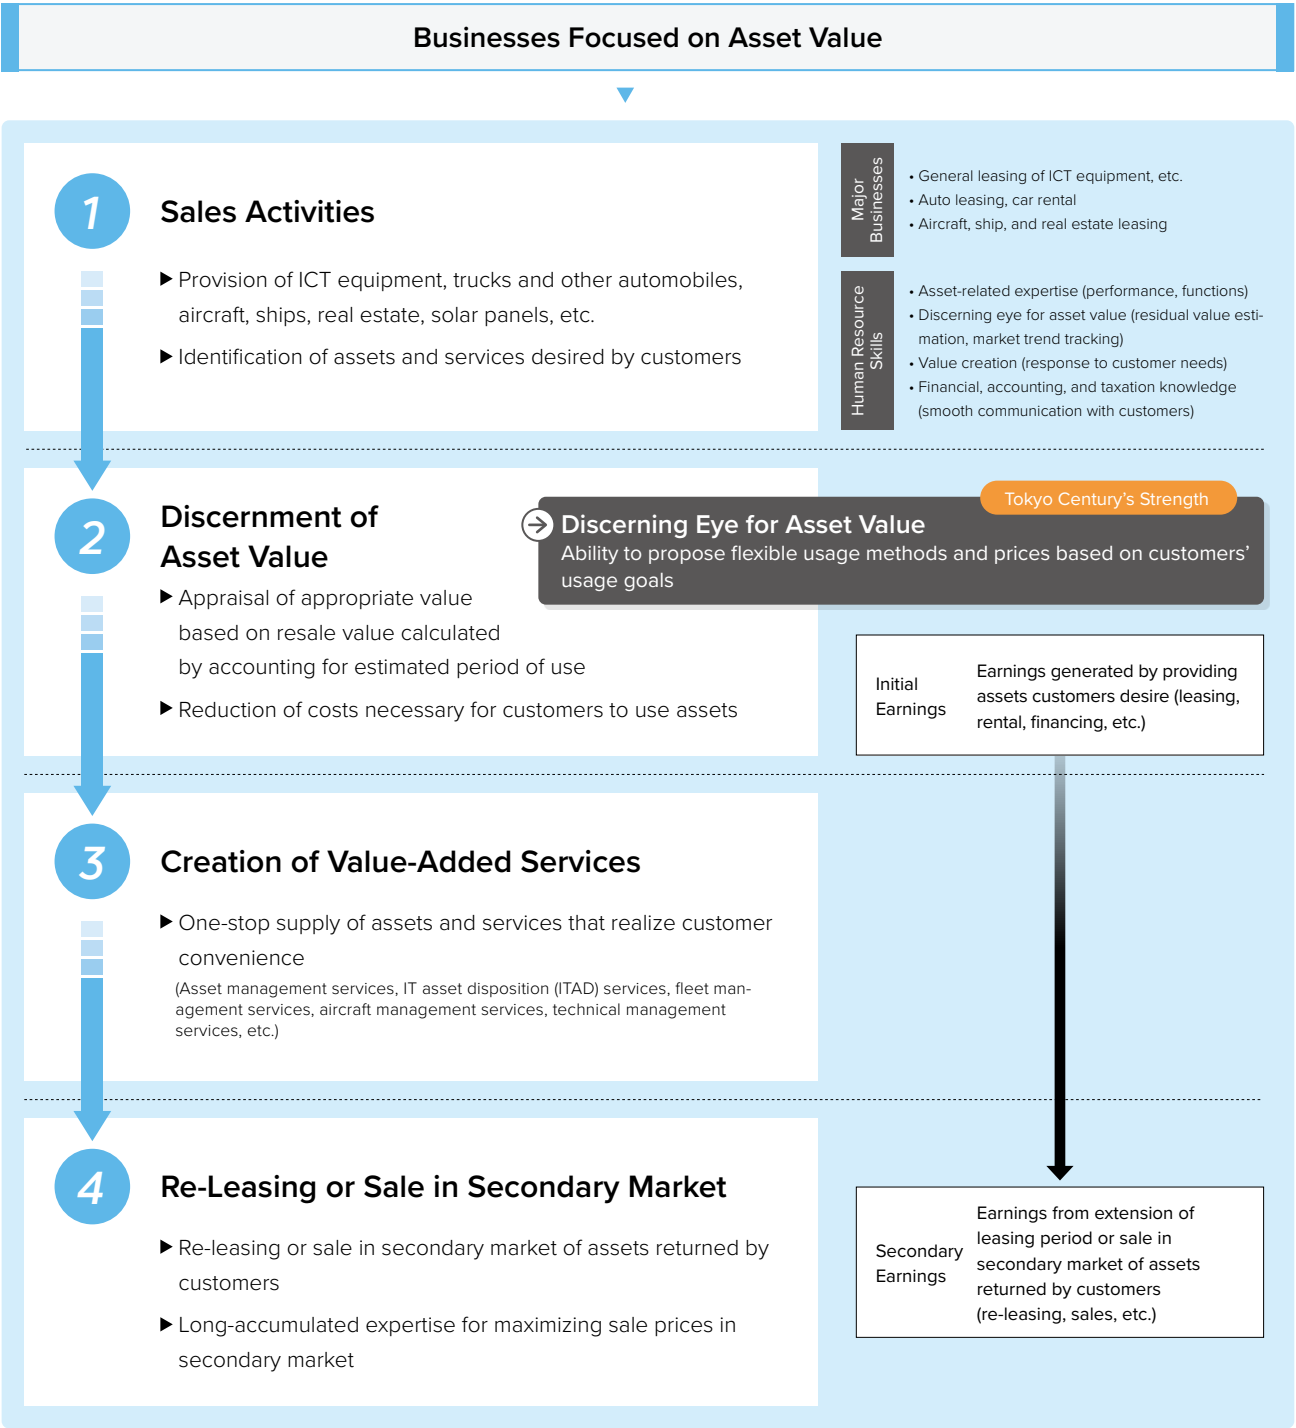 Businesses Focused on Asset Value
1
Sales Activities
▶ Provision of ICT equipment, trucks and other automobiles,
aircraft, ships, real estate, solar panels, etc.
▶ Identification of assets and services desired by customers
Major
Businesses
• General leasing of ICT equipment, etc.
• Auto leasing, car rental
• Aircraft, ship, and real estate leasing
Human Resource
Skills
• Asset-related expertise (performance, functions)
• Discerning eye for asset value (residual value esti-
mation, market trend tracking)
• Value creation (response to customer needs)
• Financial, accounting, and taxation knowledge
(smooth communication with customers)
2
Discernment of
Asset Value
▶ Appraisal of appropriate value
based on resale value calculated
by accounting for estimated period of use
▶ Reduction of costs necessary for customers to use assets
Tokyo Century’s Strength
Discerning Eye for Asset Value
Ability to propose flexible usage methods and prices based on customers’
usage goals
Initial
Earnings
Earnings generated by providing
assets customers desire (leasing,
rental, financing, etc.)
3
Creation of Value-Added Services
▶ One-stop supply of assets and services that realize customer
convenience
(Asset management services, IT asset disposition (ITAD) services, fleet man-
agement services, aircraft management services, technical management
services, etc.)
4
Re-Leasing or Sale in Secondary Market
▶ Re-leasing or sale in secondary market of assets returned by
customers
▶ Long-accumulated expertise for maximizing sale prices in
secondary market
Secondary
Earnings
Earnings from extension of
leasing period or sale in
secondary market of assets
returned by customers
(re-leasing, sales, etc.)